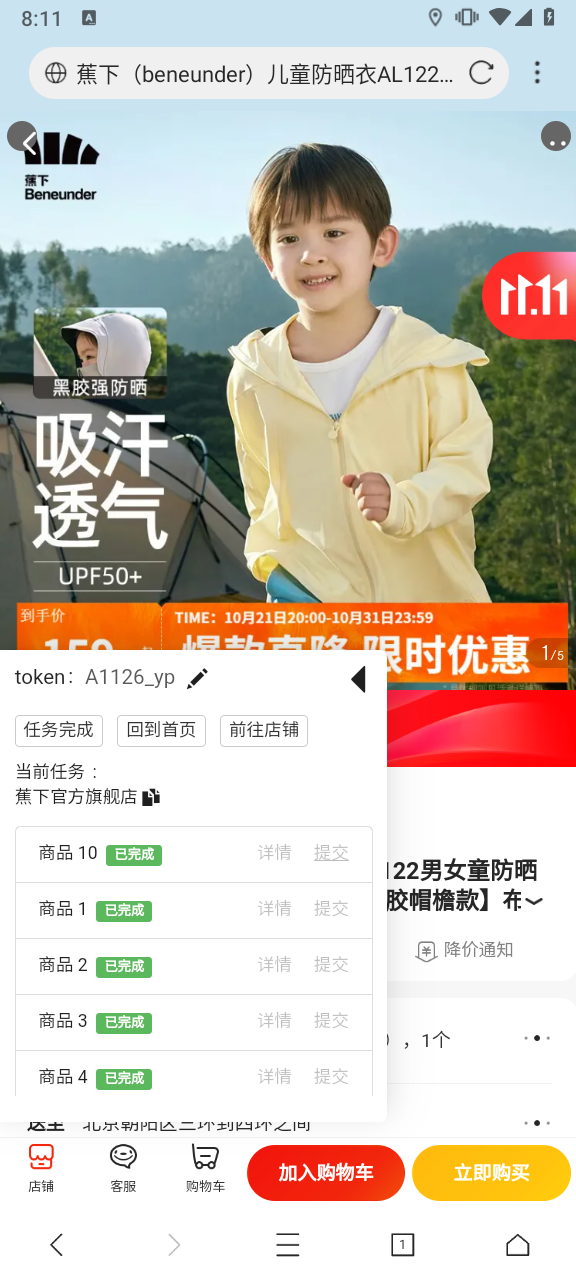 8:11
A
蕉下（beneunder）儿童防晒衣AL122...
蕉下
Beneunder
11.11
黑胶强防晒
吸汗
透气
UPF50+
到手价
TIME：10月21日20:00-10月31日23:59
限时优惠
1/5
token： A1126_yp
任务完成 回到首页 前往店铺
当前任务 ：
蕉下官方旗舰店
商品 10 已完成 详情 提交
122男女童防晒
商品 1 已完成 详情 提交
胶帽檐款】布
商品 2 已完成 详情 提交
降价通知
商品 3 已完成 详情 提交
），1个
商品 4 已完成 详情 提交
送至 北京朝阳区三环到四环之间
店铺 客服 购物车 加入购物车 立即购买
1